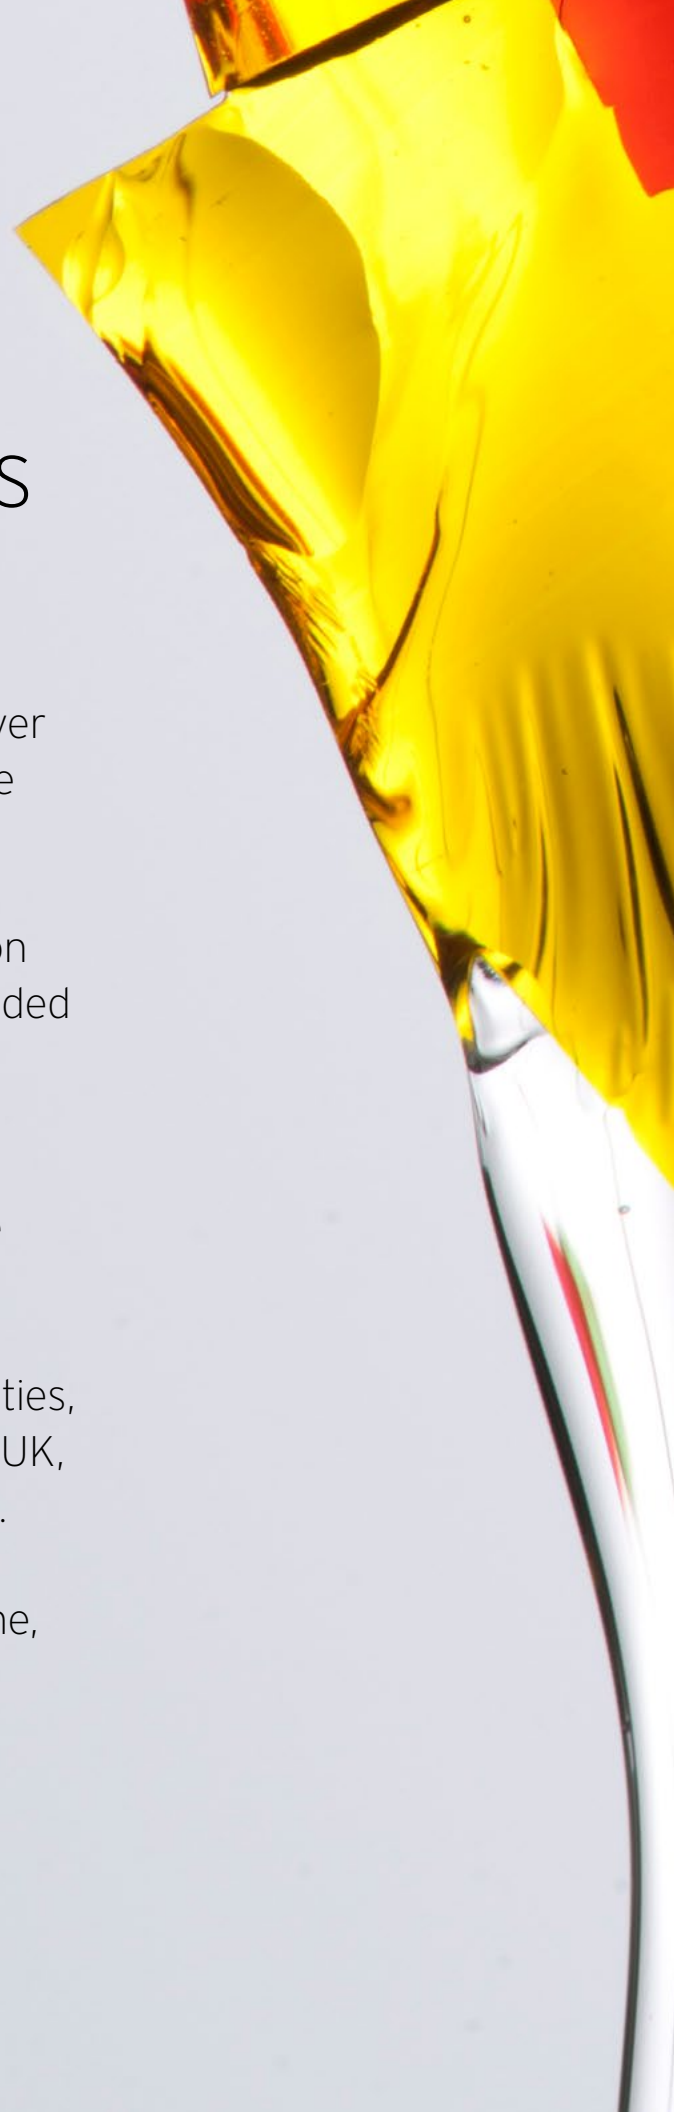 s
ver
e
on
ded
ties,
UK,
.
ne,